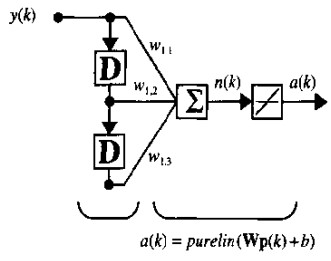 y(k)
w1,1
D
w1,2
Σ
n(k)
a(k)
D
w1,3
a(k) = purelin(Wp(k)+b)